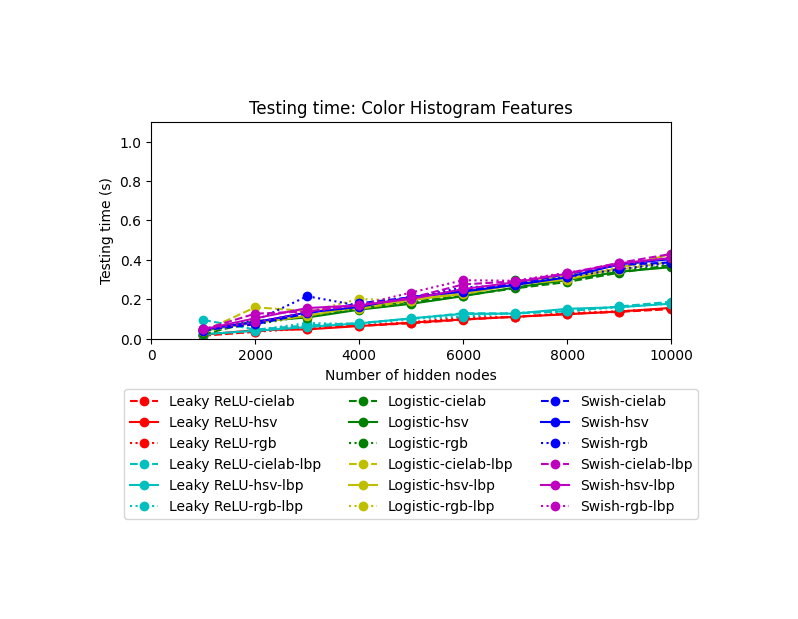 Testing time: Color Histogram Features
Testing time (s)
1.0
0.8
0.6
0.4
0.2
0.0
0 2000 4000 6000 8000 10000
Number of hidden nodes
Leaky ReLU-cielab
Leaky ReLU-hsv
Leaky ReLU-rgb
Leaky ReLU-cielab-lbp
Leaky ReLU-hsv-lbp
Leaky ReLU-rgb-lbp
Logistic-cielab
Logistic-hsv
Logistic-rgb
Logistic-cielab-lbp
Logistic-hsv-lbp
Logistic-rgb-lbp
Swish-cielab
Swish-hsv
Swish-rgb
Swish-cielab-lbp
Swish-hsv-lbp
Swish-rgb-lbp